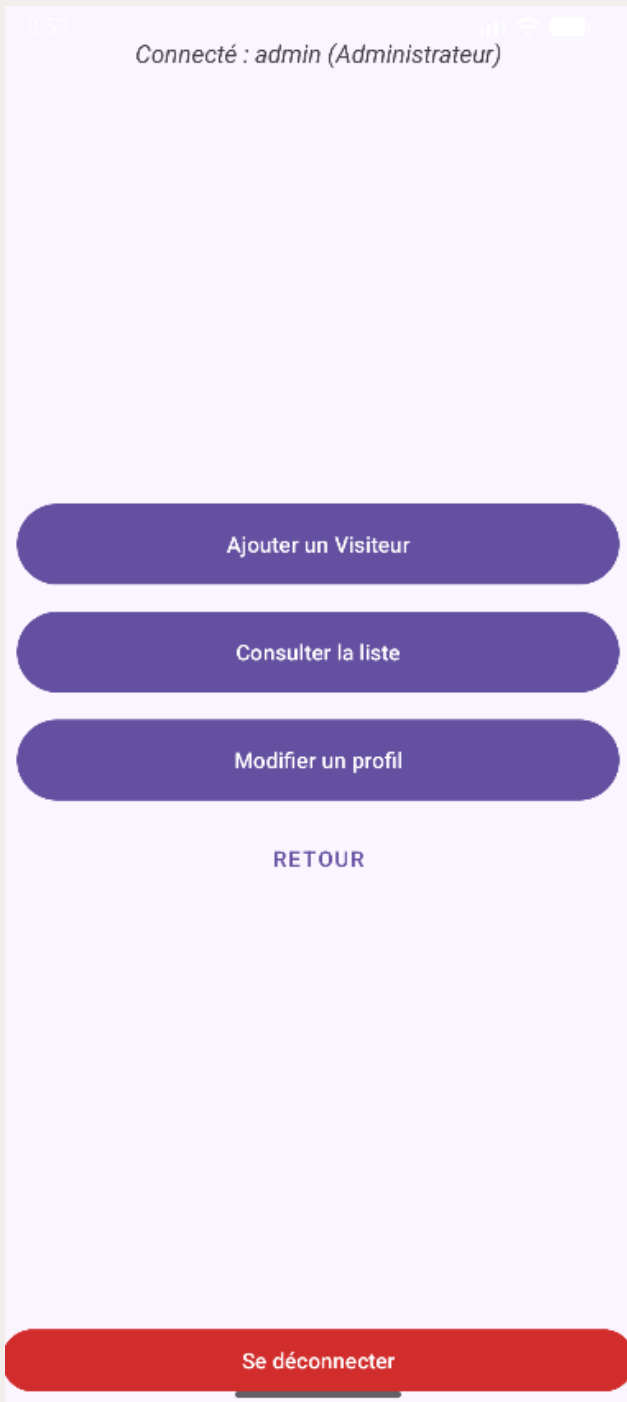 Connecté : admin (Administrateur)
Ajouter un Visiteur
Consulter la liste
Modifier un profil
RETOUR
Se déconnecter